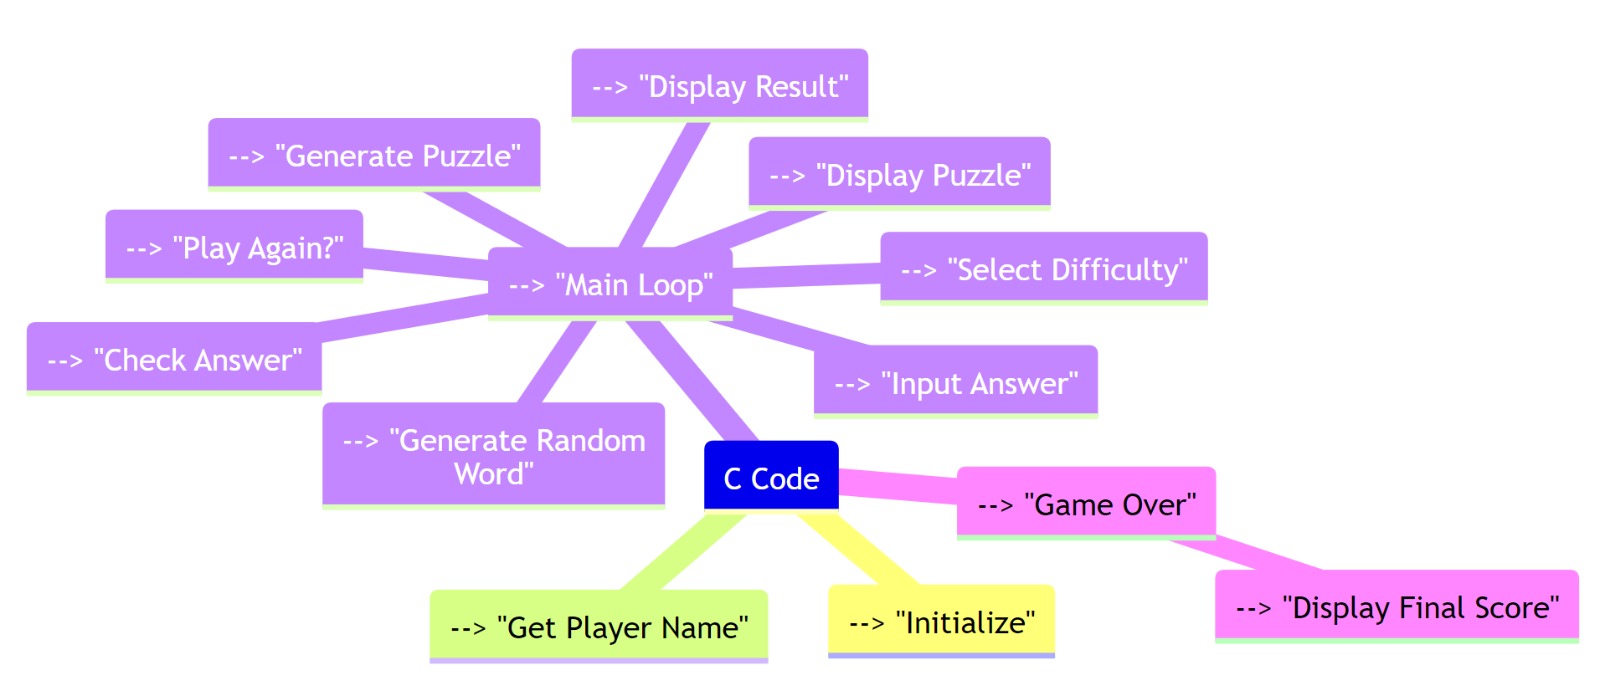 --> "Display Result"
--> "Generate Puzzle"
--> "Display Puzzle"
--> "Play Again?"
--> "Select Difficulty"
--> "Main Loop"
--> "Check Answer"
--> "Input Answer"
--> "Generate Random
Word"
C Code
--> "Game Over"
--> "Display Final Score"
--> "Get Player Name"
--> "Initialize"